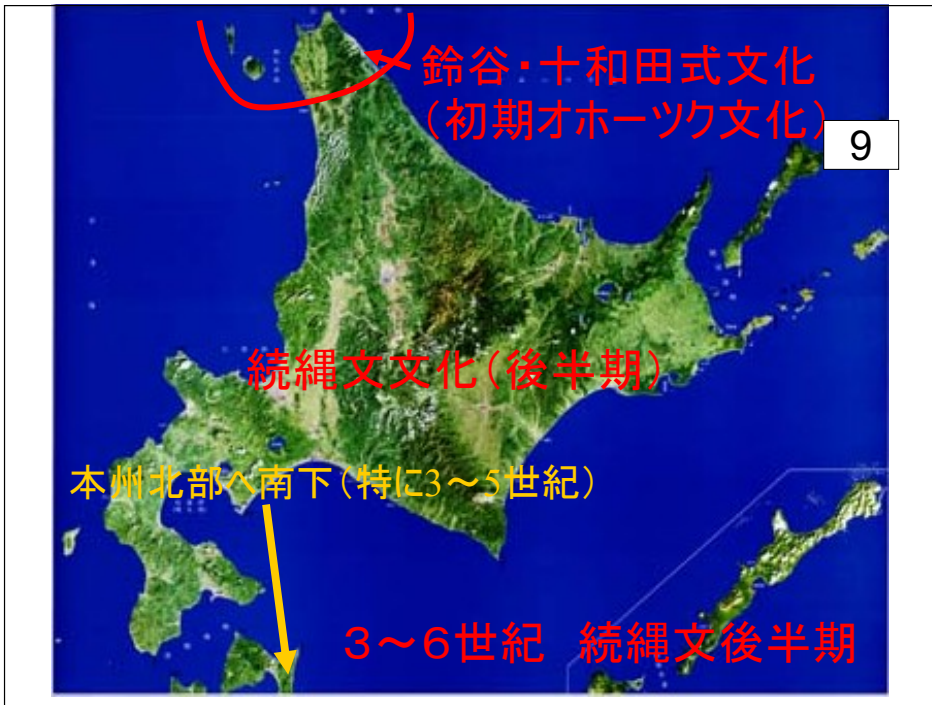 鈴谷・十和田式文化
(初期オホーツク文化)
9
続縄文文化(後半期)
本州北部へ南下(特に3～5世紀)
３～６世紀　続縄文後半期